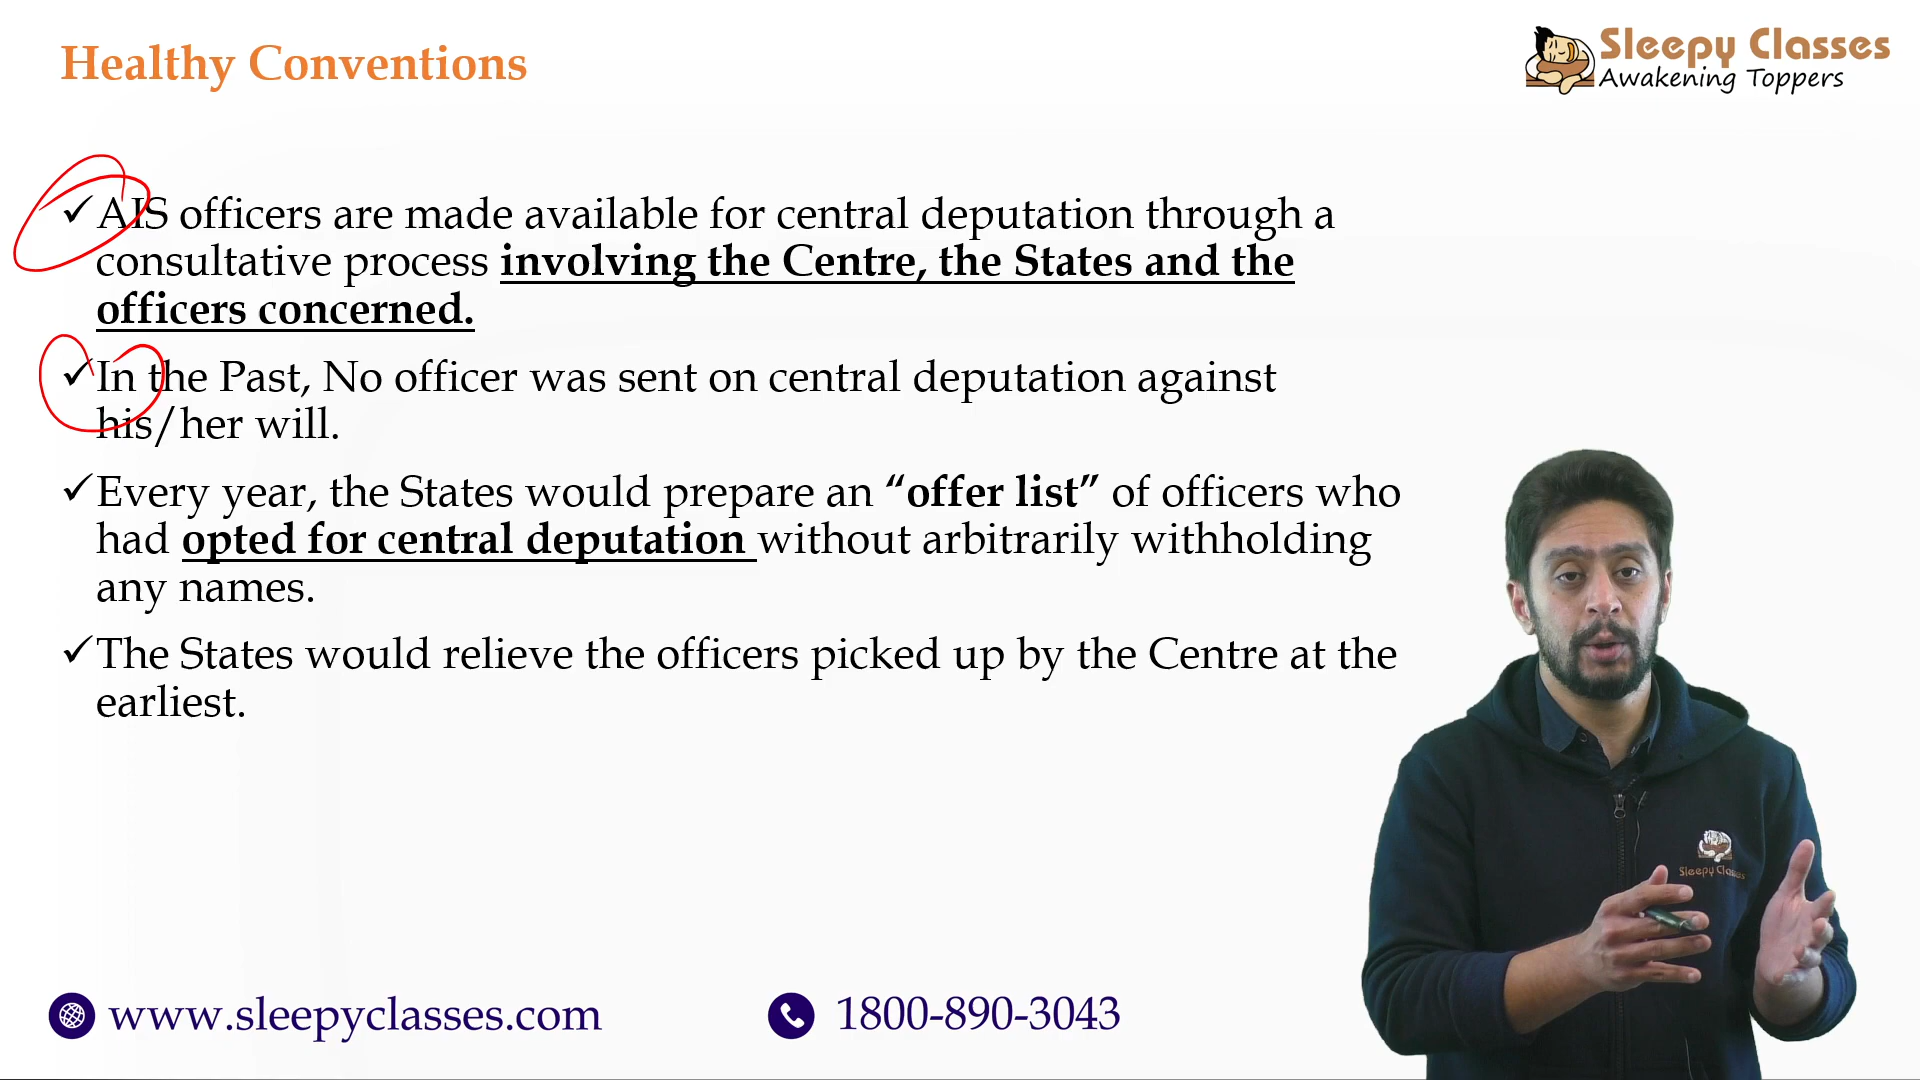 Healthy Conventions
Sleepy Classes
Awakening Toppers
✓AIS officers are made available for central deputation through a
consultative process involving the Centre, the States and the
officers concerned.
✓In the Past, No officer was sent on central deputation against
his/her will.
✓Every year, the States would prepare an “offer list” of officers who
had opted for central deputation without arbitrarily withholding
any names.
✓The States would relieve the officers picked up by the Centre at the
earliest.
Sleepy Classes
www.sleepyclasses.com
1800-890-3043